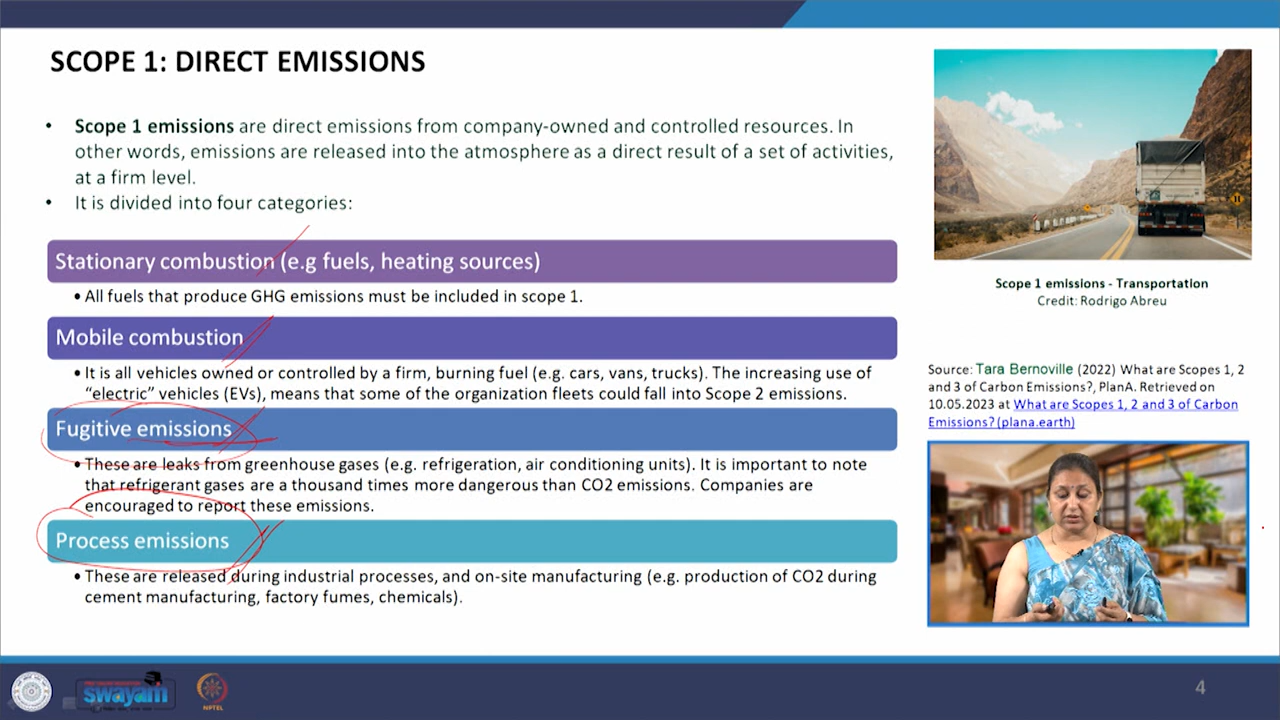 SCOPE 1: DIRECT EMISSIONS
• Scope 1 emissions are direct emissions from company-owned and controlled resources. In
other words, emissions are released into the atmosphere as a direct result of a set of activities,
at a firm level.
• It is divided into four categories:
Stationary combustion (e.g fuels, heating sources)
• All fuels that produce GHG emissions must be included in scope 1.
Mobile combustion
• It is all vehicles owned or controlled by a firm, burning fuel (e.g. cars, vans, trucks). The increasing use of
“electric” vehicles (EVs), means that some of the organization fleets could fall into Scope 2 emissions.
Fugitive emissions
• These are leaks from greenhouse gases (e.g. refrigeration, air conditioning units). It is important to note
that refrigerant gases are a thousand times more dangerous than CO2 emissions. Companies are
encouraged to report these emissions.
Process emissions
• These are released during industrial processes, and on-site manufacturing (e.g. production of CO2 during
cement manufacturing, factory fumes, chemicals).
Scope 1 emissions - Transportation
Credit: Rodrigo Abreu
Source: Tara Bernoville (2022) What are Scopes 1, 2
and 3 of Carbon Emissions?, PlanA. Retrieved on
10.05.2023 at What are Scopes 1, 2 and 3 of Carbon
Emissions? (plana.earth)
swayam
NPTEL
4